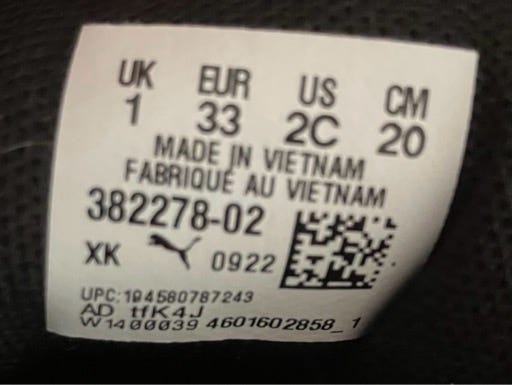 UK EUR US CM
1 33 2C 20
MADE IN VIETNAM
FABRIQUÉ AU VIETNAM
382278-02
XK 0922
UPC:194580787243
AD tfK4J
W1400039 4601602858_1